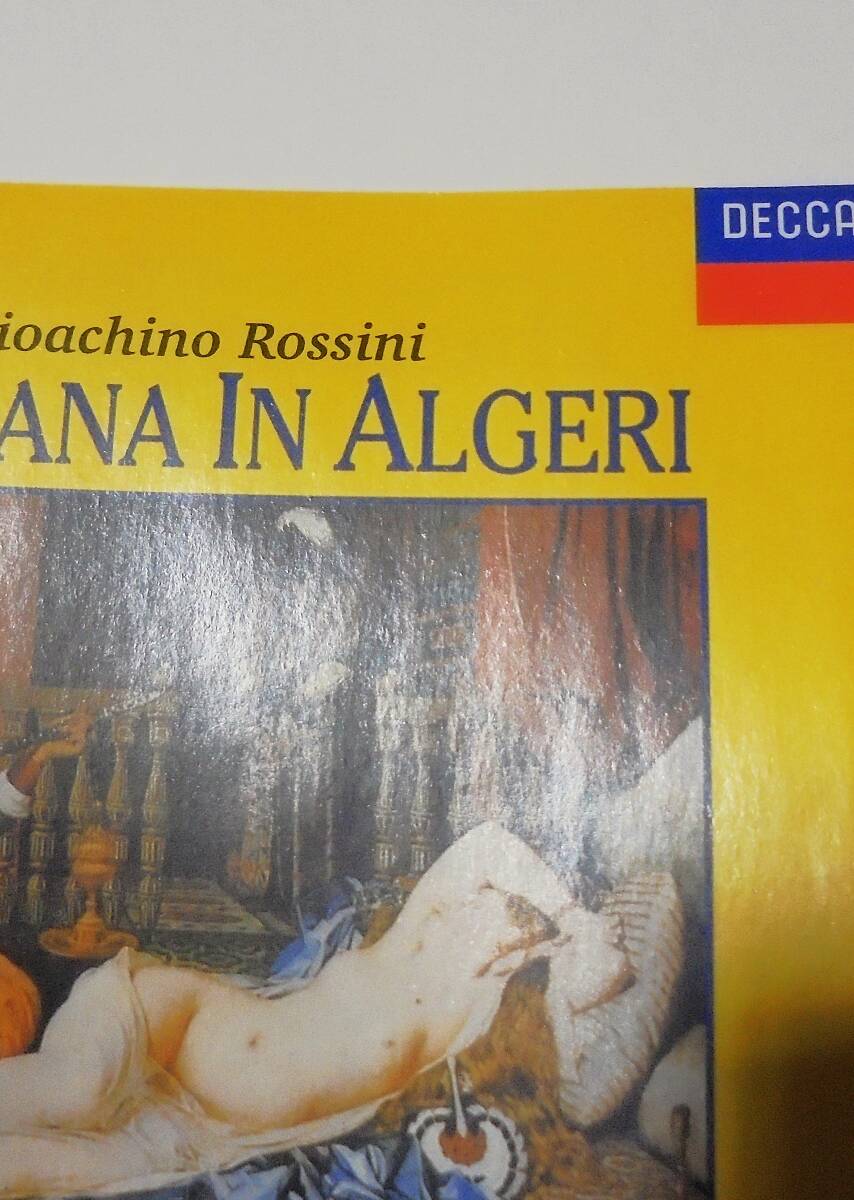 DECCA
ioachino Rossini
ANA IN ALGERI